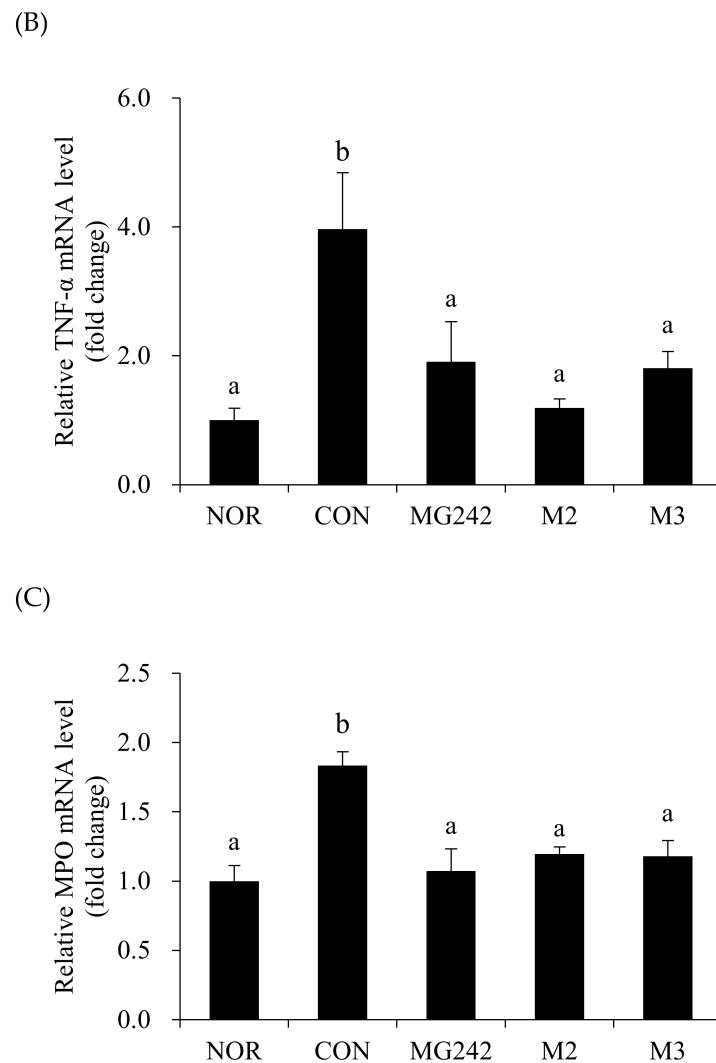 (B)
Relative TNF-α mRNA level
(fold change)
6.0
4.0
2.0
0.0
a
b
a
a
a
NOR CON MG242 M2 M3
(C)
Relative MPO mRNA level
(fold change)
2.5
2.0
1.5
1.0
0.5
0.0
a
b
a
a
a
NOR CON MG242 M2 M3